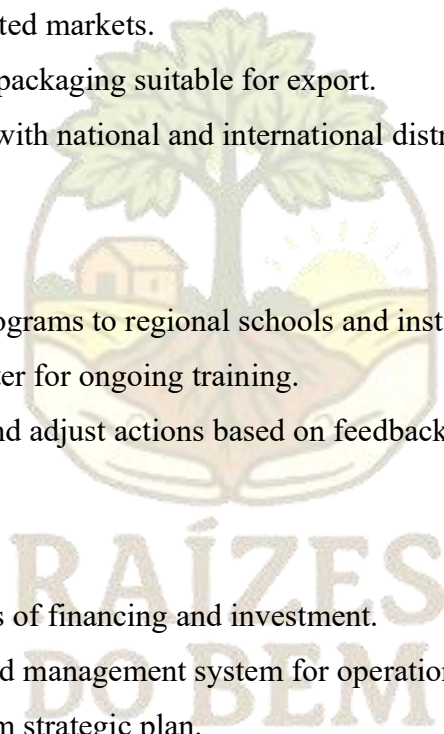 ted markets.
packaging suitable for export.
with national and international distr
ograms to regional schools and inst
ter for ongoing training.
nd adjust actions based on feedback
RAÍZES
s of financing and investment.
d management system for operation
DO BEM
m strategic plan.